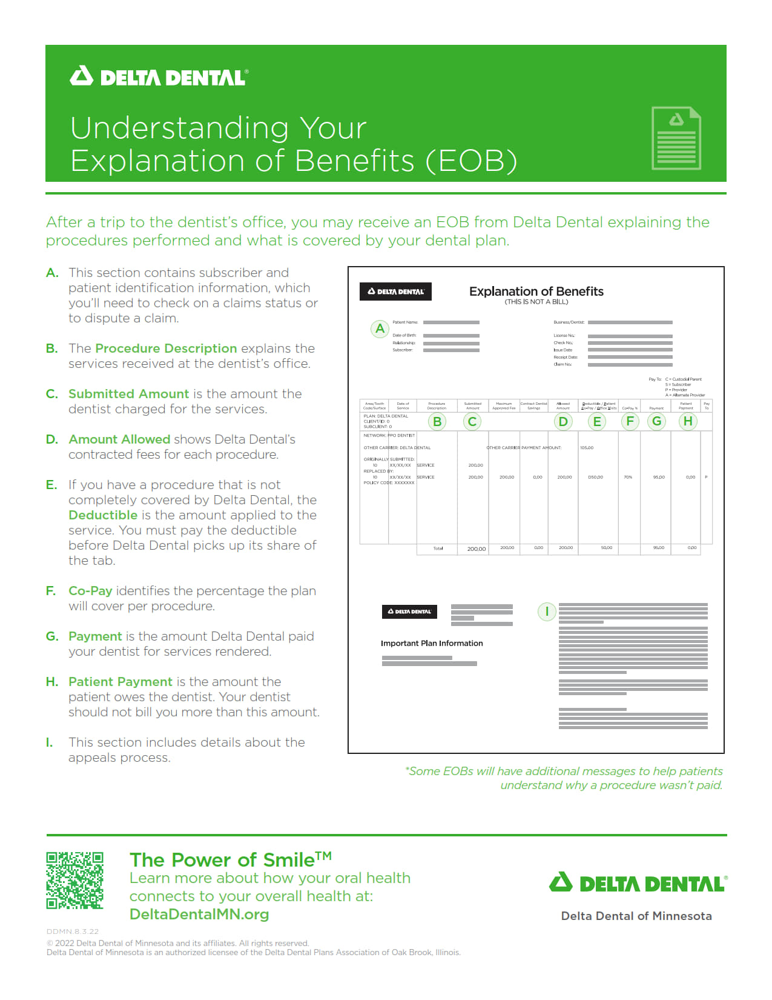 DELTA DENTAL®
Understanding Your
Explanation of Benefits (EOB)
After a trip to the dentist's office, you may receive an EOB from Delta Dental explaining the
procedures performed and what is covered by your dental plan.
A. This section contains subscriber and
patient identification information, which
you'll need to check on a claims status or
to dispute a claim.
B. The Procedure Description explains the
services received at the dentist's office.
C. Submitted Amount is the amount the
dentist charged for the services.
D. Amount Allowed shows Delta Dental's
contracted fees for each procedure.
E. If you have a procedure that is not
completely covered by Delta Dental, the
Deductible is the amount applied to the
service. You must pay the deductible
before Delta Dental picks up its share of
the tab.
F. Co-Pay identifies the percentage the plan
will cover per procedure.
G. Payment is the amount Delta Dental paid
your dentist for services rendered.
H. Patient Payment is the amount the
patient owes the dentist. Your dentist
should not bill you more than this amount.
I. This section includes details about the
appeals process.
DELTA DENTAL
Explanation of Benefits
(THIS IS NOT A BILL)
A
Patient Name:
Date of Birth:
Relationship:
Subscriber:
Business/Dentist:
License No.:
Check No.:
Issue Date
Receipt Date:
Claim No.:
Pay To: C = Custodial Parent
S = Subscriber
P = Provider
A = Alternate Provider
Area/Tooth Date of Procedure Submitted Maximum Contract Dentist Allowed Deductible / Patient Patient Pay
Code/Surface Service Description Amount Approved Fee Savings Amount Co-Pay / Office Visits Co-Pay % Payment Payment To
PLAN: DELTA DENTAL
CLIENT/ID: 0
SUBCLIENT: 0
B C D E F G H
NETWORK: PPO DENTIST
OTHER CARRIER: DELTA DENTAL OTHER CARRIER PAYMENT AMOUNT: 105.00
ORIGINALLY SUBMITTED:
10 XX/XX/XX SERVICE 200.00
REPLACED BY:
10 XX/XX/XX SERVICE 200.00 200.00 0.00 200.00 D50.00 70% 95.00 0.00 P
POLICY CODE: XXXXXXX
Total 200.00 200.00 0.00 200.00 50.00 95.00 0.00
DELTA DENTAL
I
Important Plan Information
*Some EOBs will have additional messages to help patients
understand why a procedure wasn't paid.
The Power of Smile™
Learn more about how your oral health
connects to your overall health at:
DeltaDentalMN.org
DELTA DENTAL®
Delta Dental of Minnesota
DDMN.8.3.22
© 2022 Delta Dental of Minnesota and its affiliates. All rights reserved.
Delta Dental of Minnesota is an authorized licensee of the Delta Dental Plans Association of Oak Brook, Illinois.